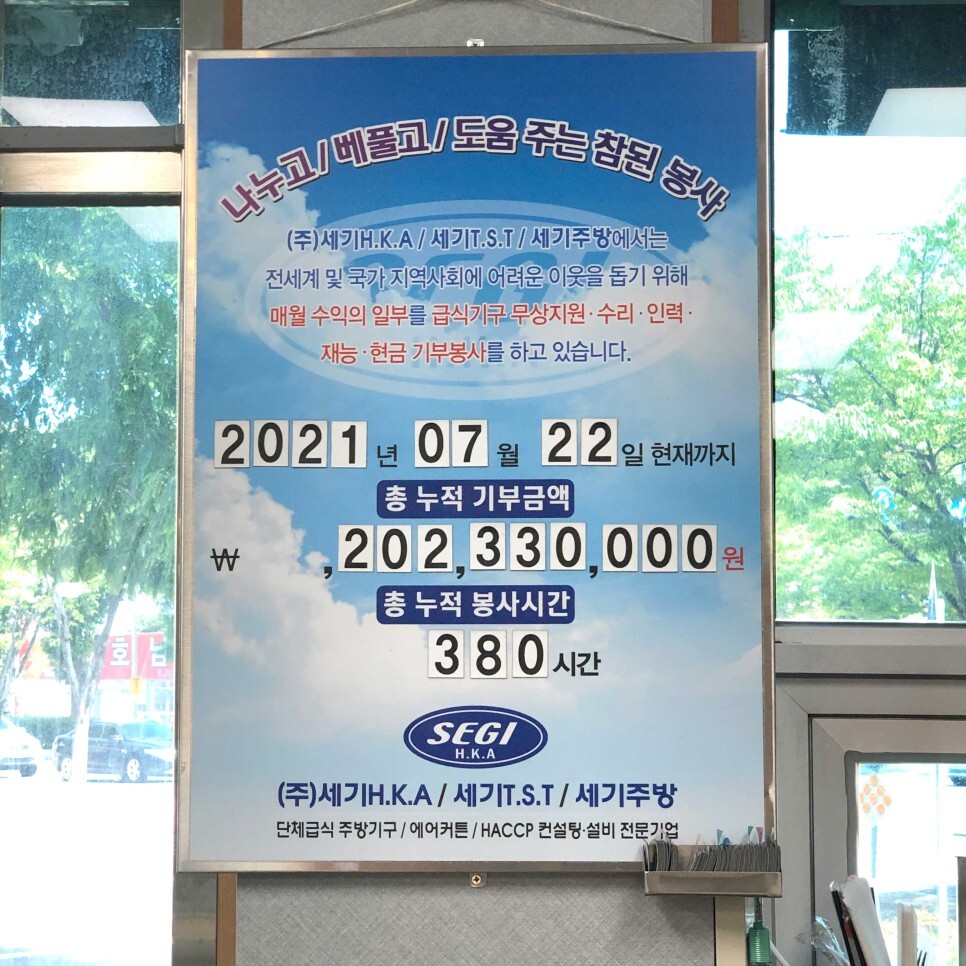 나누고/베풀고/도움 주는 참된 봉사
(주)세기H.K.A / 세기T.S.T / 세기주방에서는
전세계 및 국가 지역사회에 어려운 이웃을 돕기 위해
매월 수익의 일부를 급식기구 무상지원·수리·인력·
재능·현금 기부봉사를 하고 있습니다.
2021년 07월 22일 현재까지
총 누적 기부금액
₩ ,202,330,000원
총 누적 봉사시간
380시간
SEGI
H.K.A
(주)세기H.K.A / 세기T.S.T / 세기주방
단체급식 주방기구 / 에어커튼 / HACCP 컨설팅·설비 전문기업
호남